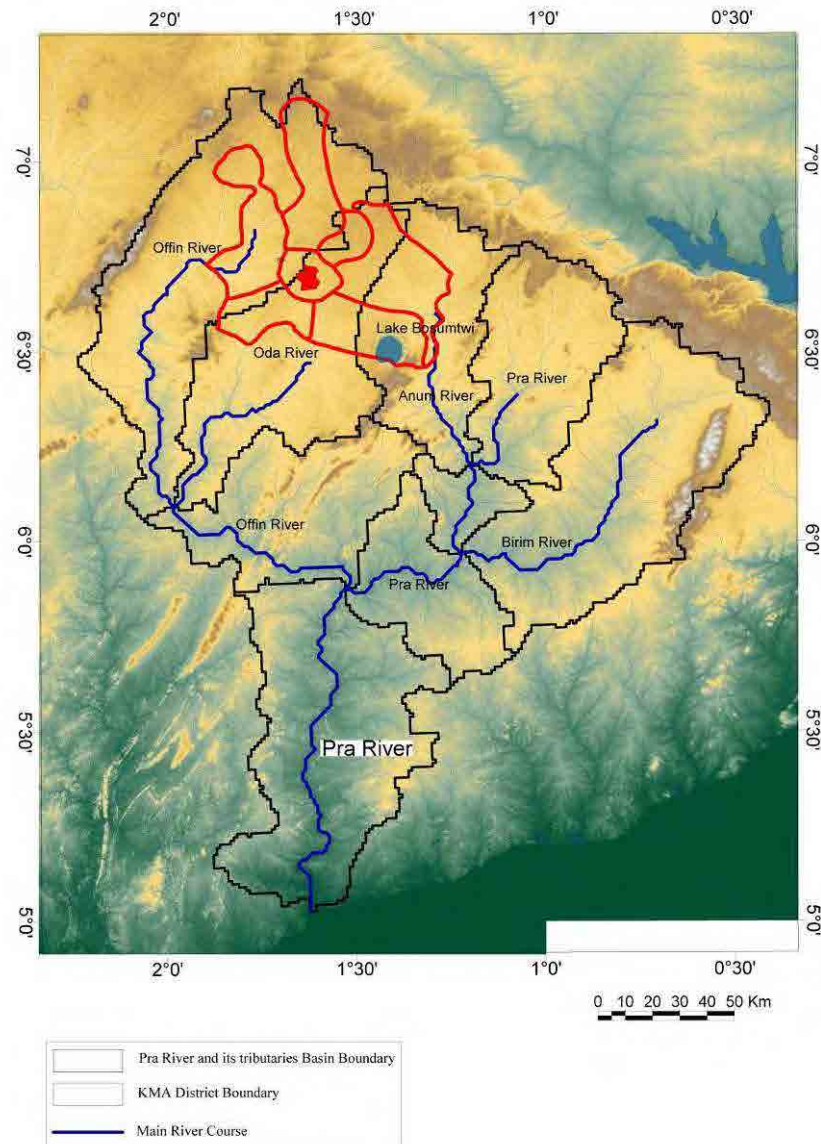 2°0'
1°30'
1°0'
0°30'
7°0'
7°0'
Offin River
Lake Bosumtwi
6°30'
6°30'
Oda River
Pra River
Anum River
Offin River
6°0'
6°0'
Birim River
Pra River
5°30'
5°30'
Pra River
5°0'
5°0'
2°0'
1°30'
1°0'
0°30'
0 10 20 30 40 50 Km
Pra River and its tributaries Basin Boundary
KMA District Boundary
Main River Course